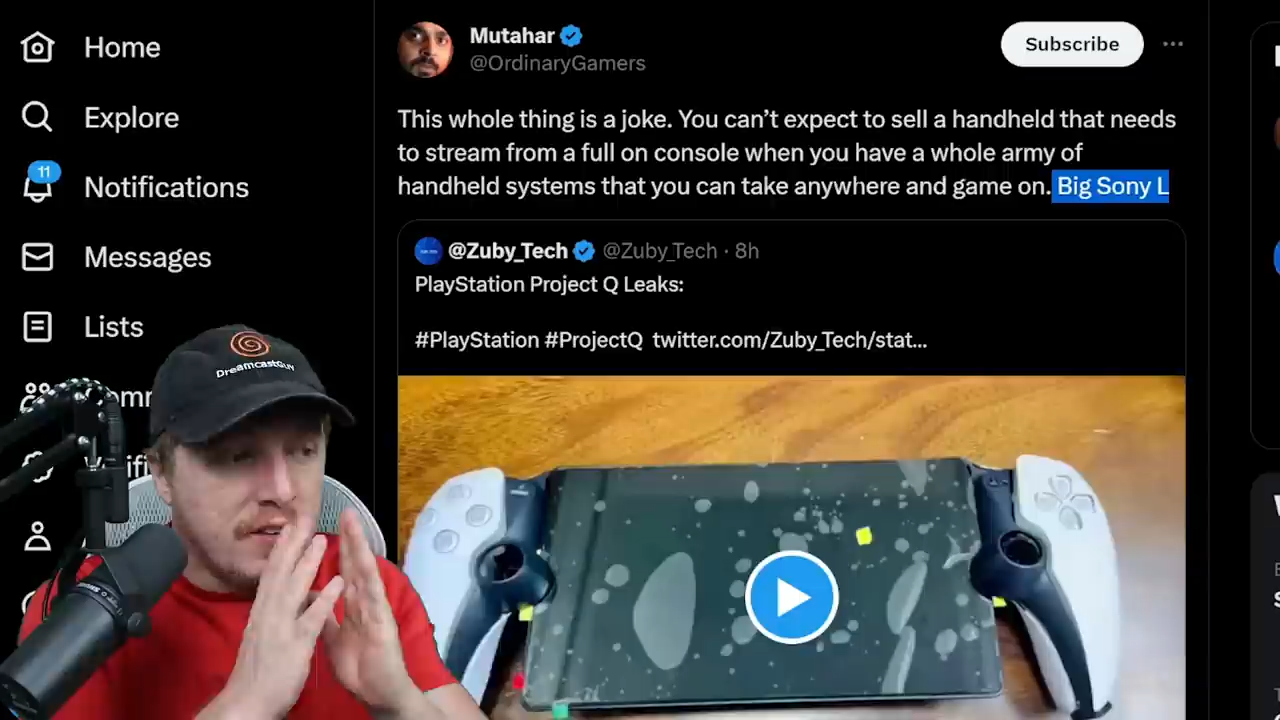 Home
Explore
11
Notifications
Messages
Lists
Mutahar
@OrdinaryGamers
Subscribe
This whole thing is a joke. You can’t expect to sell a handheld that needs
to stream from a full on console when you have a whole army of
handheld systems that you can take anywhere and game on. Big Sony L
@Zuby_Tech @Zuby_Tech · 8h
PlayStation Project Q Leaks:
#PlayStation #ProjectQ twitter.com/Zuby_Tech/stat...
DreamcastGuy